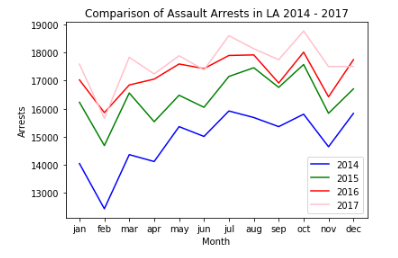 Comparison of Assault Arrests in LA 2014 - 2017
19000
18000
17000
16000
15000
14000
13000
Arrests
2014
2015
2016
2017
jan feb mar apr may jun jul aug sep oct nov dec
Month